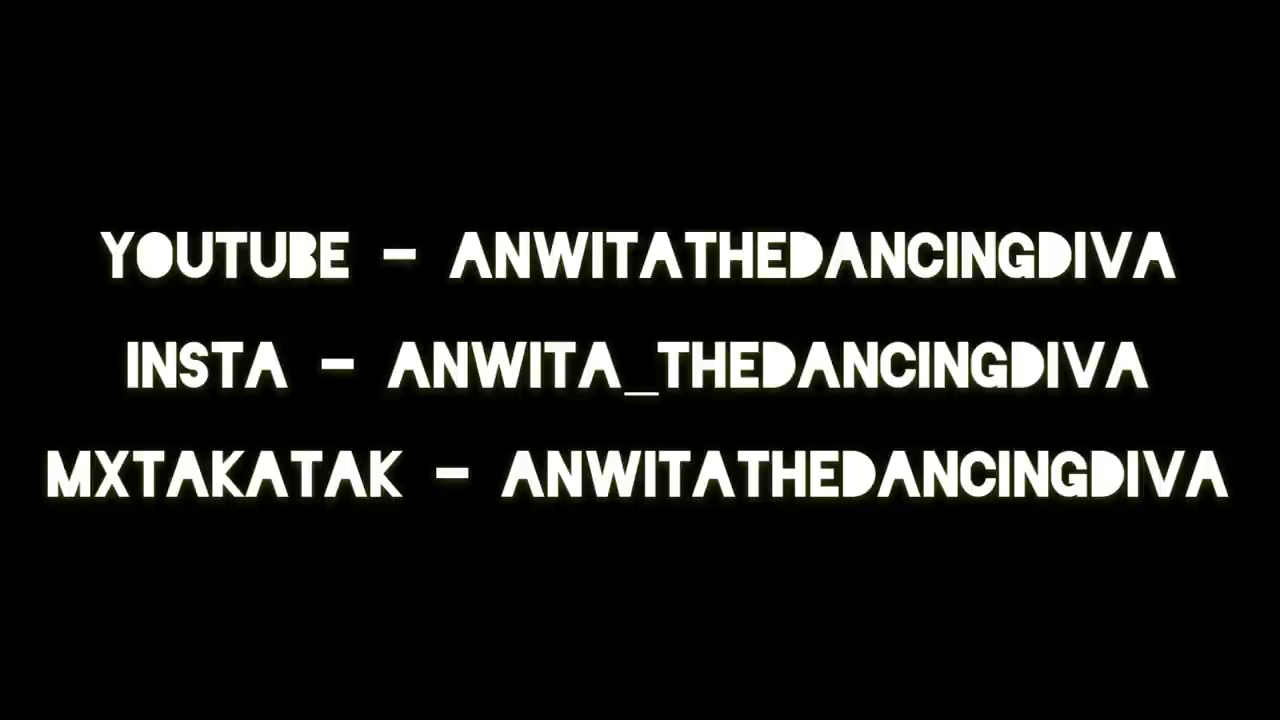 YOUTUBE - ANWITATHEDANCINGDIVA
INSTA - ANWITA_THEDANCINGDIVA
MXTAKATAK - ANWITATHEDANCINGDIVA